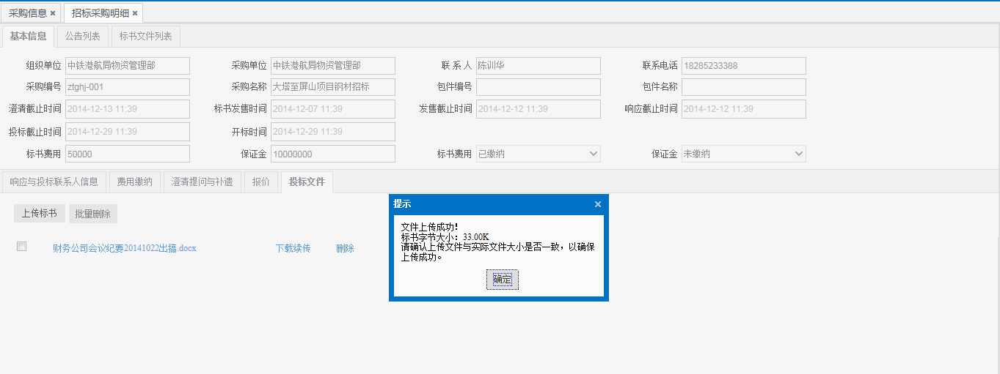 采购信息 × 招标采购明细 ×
基本信息 公告列表 标书文件列表
组织单位 中铁港航局物资管理部 采购单位 中铁港航局物资管理部 联 系 人 陈训华 联系电话 18285233388
采购编号 ztghj-001 采购名称 大塔至屏山项目钢材招标 包件编号 包件名称
澄清截止时间 2014-12-13 11:39 标书发售时间 2014-12-07 11:39 发售截止时间 2014-12-12 11:39 响应截止时间 2014-12-12 11:39
投标截止时间 2014-12-29 11:39 开标时间 2014-12-29 11:39
标书费用 50000 保证金 10000000 标书费用 已缴纳 保证金 未缴纳
响应与投标联系人信息 费用缴纳 澄清提问与补遗 报价 投标文件
提示 ×
上传标书 批量删除
文件上传成功!
标书字节大小：33.00K
请确认上传文件与实际文件大小是否一致，以确保
上传成功。
确定
财务公司会议纪要20141022出搞.docx 下载续传 删除